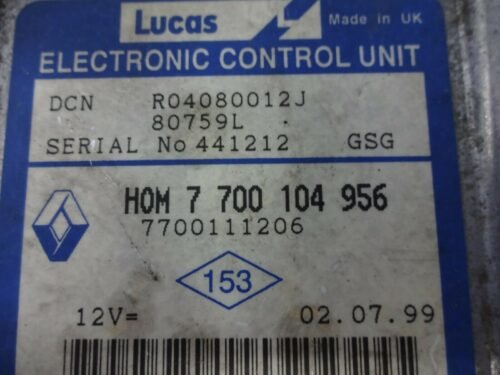 Lucas Made in UK
ELECTRONIC CONTROL UNIT
DCN R04080012J
80759L .
SERIAL No 441212 GSG
HOM 7 700 104 956
7700111206
153
12V= 02.07.99